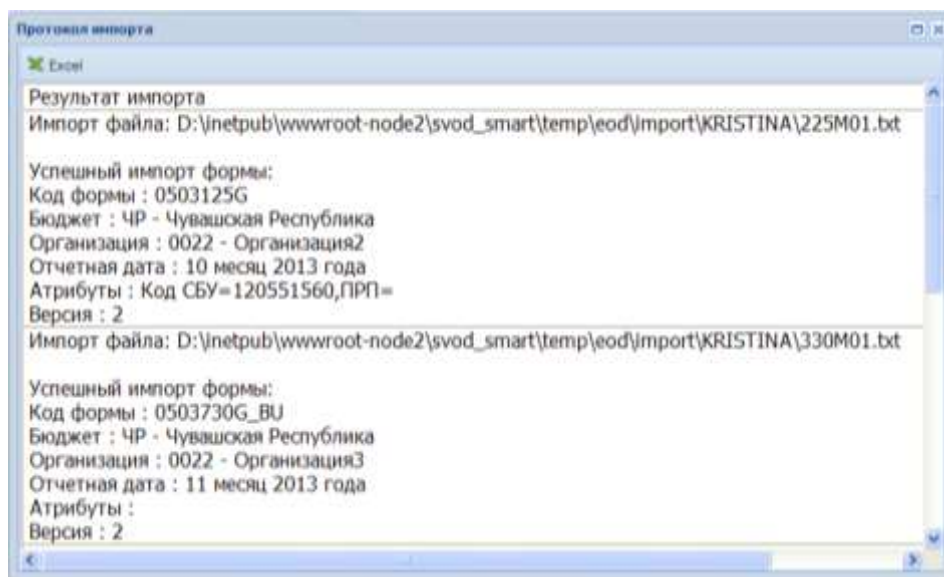 Протокол импорта
Excel
Результат импорта
Импорт файла: D:\inetpub\wwwroot-node2\svod_smart\temp\eod\import\KRISTINA\225M01.txt
Успешный импорт формы:
Код формы : 0503125G
Бюджет : ЧР - Чувашская Республика
Организация : 0022 - Организация2
Отчетная дата : 10 месяц 2013 года
Атрибуты : Код СБУ=120551560,ПРП=
Версия : 2
Импорт файла: D:\inetpub\wwwroot-node2\svod_smart\temp\eod\import\KRISTINA\330M01.txt
Успешный импорт формы:
Код формы : 0503730G_BU
Бюджет : ЧР - Чувашская Республика
Организация : 0022 - Организация3
Отчетная дата : 11 месяц 2013 года
Атрибуты :
Версия : 2